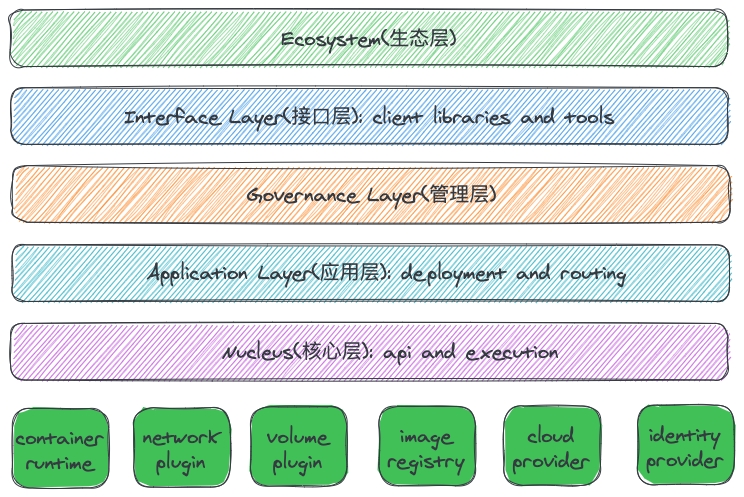 Ecosystem(生态层)
Interface Layer(接口层): client libraries and tools
Governance Layer(管理层)
Application Layer(应用层): deployment and routing
Nucleus(核心层): api and execution
container
runtime
network
plugin
volume
plugin
image
registry
cloud
provider
identity
provider